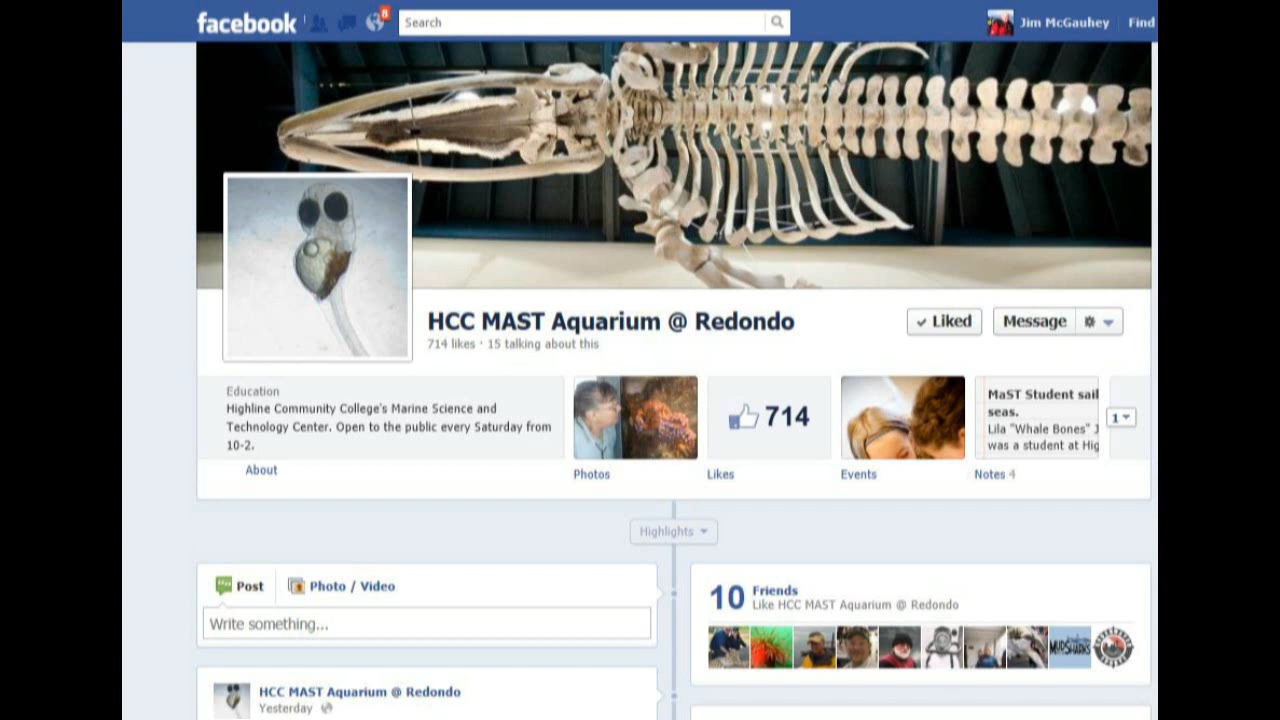 facebook
8
Search
Jim McGauhey
Find
HCC MAST Aquarium @ Redondo
714 likes · 15 talking about this
✓ Liked
Message
Education
Highline Community College's Marine Science and
Technology Center. Open to the public every Saturday from
10-2.
About
Photos
714
Likes
Events
MaST Student sail
seas.
Lila "Whale Bones" J
was a student at Hig
Notes 4
1
Highlights
Post
Photo / Video
Write something...
10 Friends
Like HCC MAST Aquarium @ Redondo
MUDSHARKS
HCC MAST Aquarium @ Redondo
Yesterday